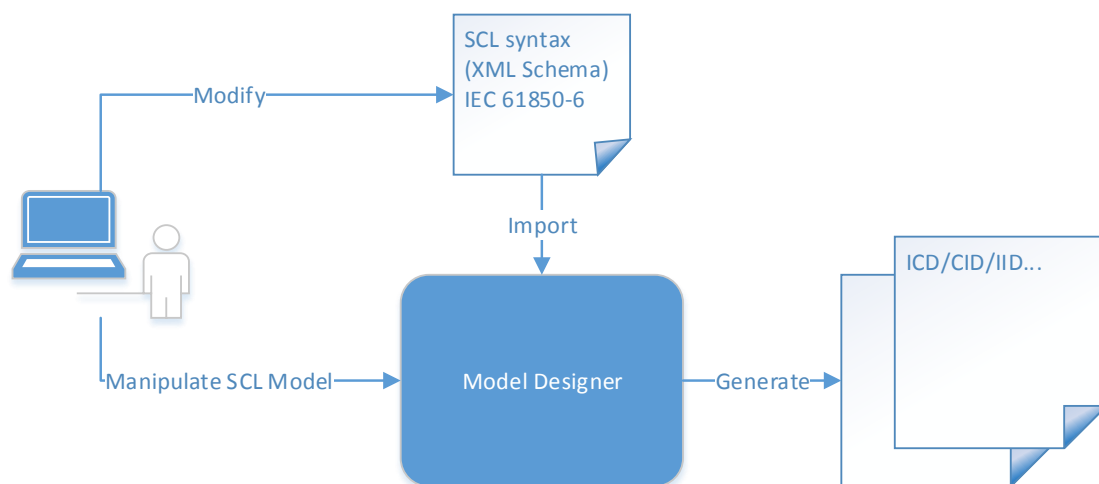 SCL syntax
(XML Schema)
IEC 61850-6
Modify
Import
ICD/CID/IID...
Manipulate SCL Model
Model Designer
Generate